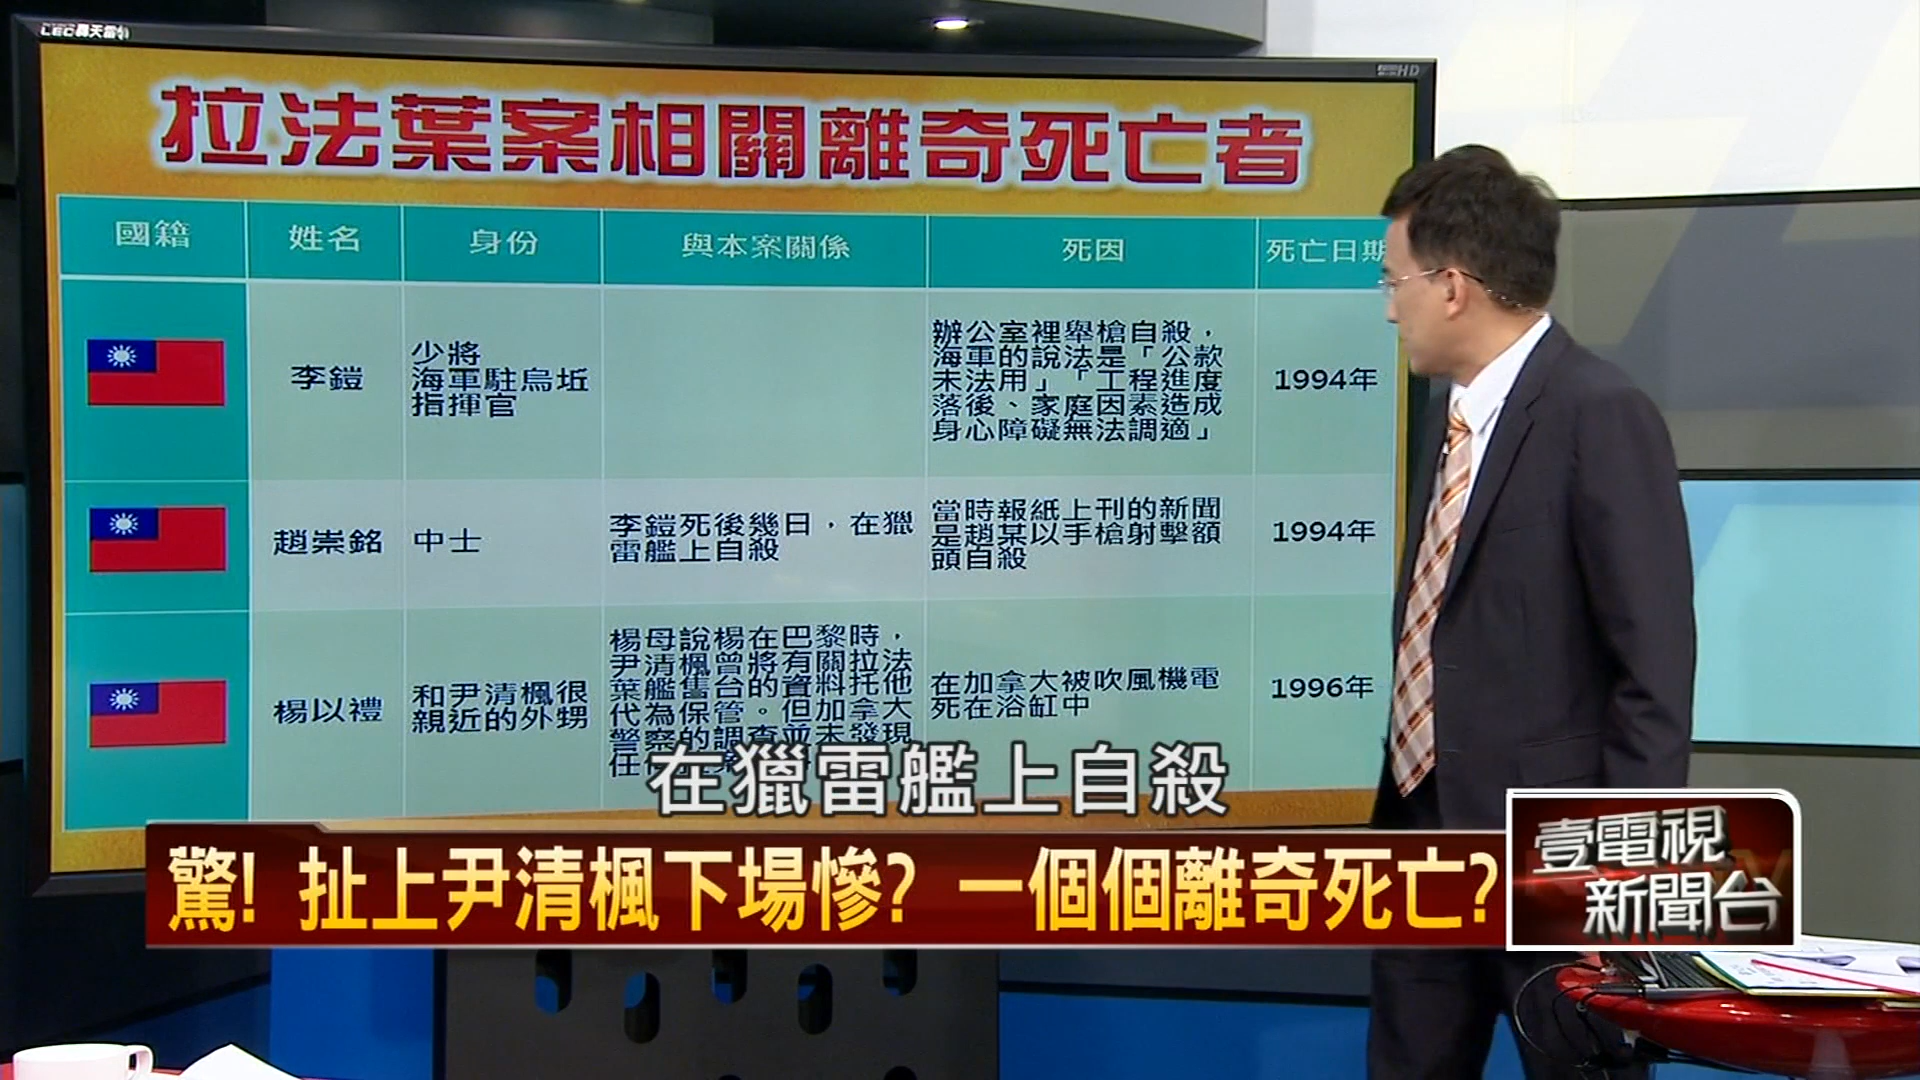 LEC轟天雷
HD
拉法葉案相關離奇死亡者
國籍 姓名 身份 與本案關係 死因 死亡日期
李鎧
少將
海軍駐烏坵
指揮官
辦公室裡舉槍自殺，
海軍的說法是「公款
未法用」「工程進度
落後、家庭因素造成
身心障礙無法調適」
1994年
趙崇銘
中士
李鎧死後幾日，在獵
雷艦上自殺
當時報紙上刊的新聞
是趙某以手槍射擊額
頭自殺
1994年
楊以禮
和尹清楓很
親近的外甥
楊母說楊在巴黎時，
尹清楓曾將有關拉法
葉艦售台的資料托他
代為保管。但加拿大
警察的調查並未發現
任
在加拿大被吹風機電
死在浴缸中
1996年
在獵雷艦上自殺
驚! 扯上尹清楓下場慘? 一個個離奇死亡?
壹電視
新聞台